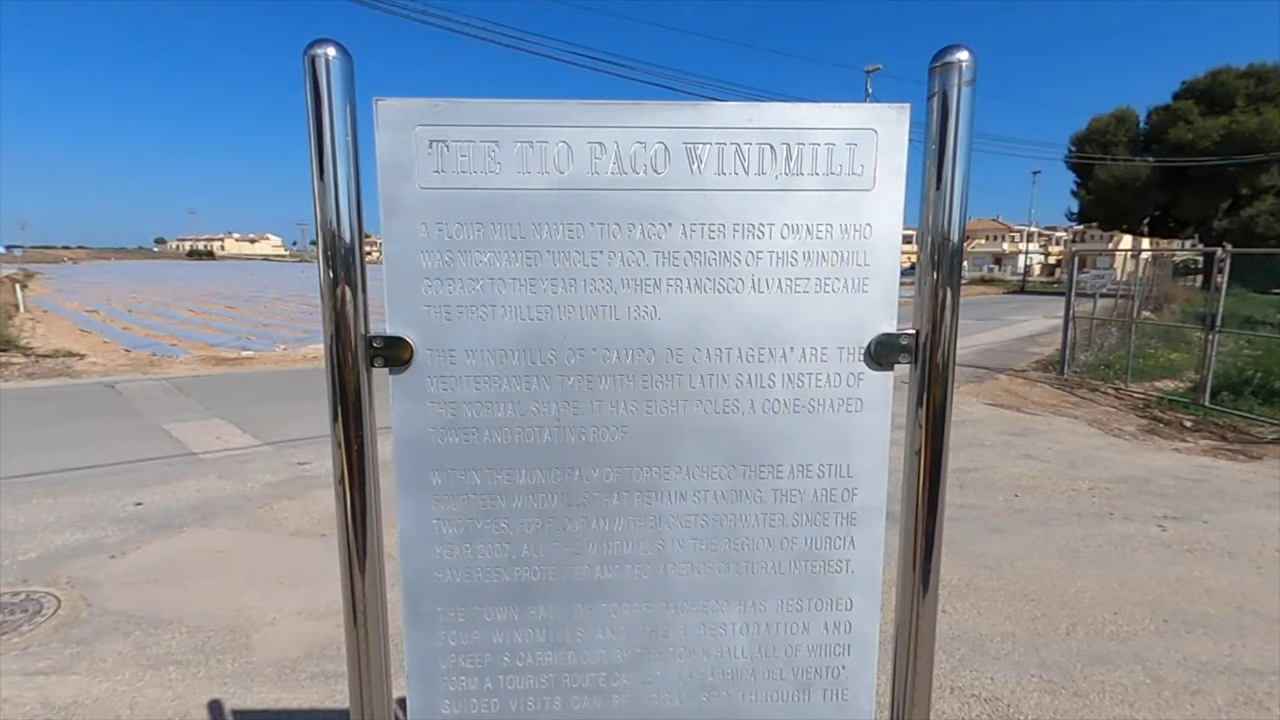 THE TIO PACO WINDMILL
A FLOUR MILL NAMED "TIO PACO" AFTER FIRST OWNER WHO
WAS NICKNAMED "UNCLE" PACO. THE ORIGINS OF THIS WINDMILL
GO BACK TO THE YEAR 1838, WHEN FRANCISCO ÁLVAREZ BECAME
THE FIRST MILLER UP UNTIL 1860.
THE WINDMILLS OF "CAMPO DE CARTAGENA" ARE THE
MEDITERRANEAN TYPE WITH EIGHT LATIN SAILS INSTEAD OF
THE NORMAL SHAPE. IT HAS EIGHT POLES, A CONE-SHAPED
TOWER AND ROTATING ROOF.
WITHIN THE MUNICIPALY OF TORRE PACHECO THERE ARE STILL
FOURTEEN WINDMILLS THAT REMAIN STANDING. THEY ARE OF
TWO TYPES, FOR FLOUR AN WITH BUCKETS FOR WATER. SINCE THE
YEAR 2007, ALL THE WINDMILLS IN THE REGION OF MURCIA
HAVE BEEN PROTECTED AND DECLARED OF CULTURAL INTEREST.
THE TOWN HALL OF TORRE PACHECO HAS RESTORED
FOUR WINDMILLS AND THEIR RESTORATION AND
UPKEEP IS CARRIED OUT BY THE TOWN HALL, ALL OF WHICH
FORM A TOURIST ROUTE CALLED "LA FABRICA DEL VIENTO".
GUIDED VISITS CAN BE ORGANISED THROUGH THE